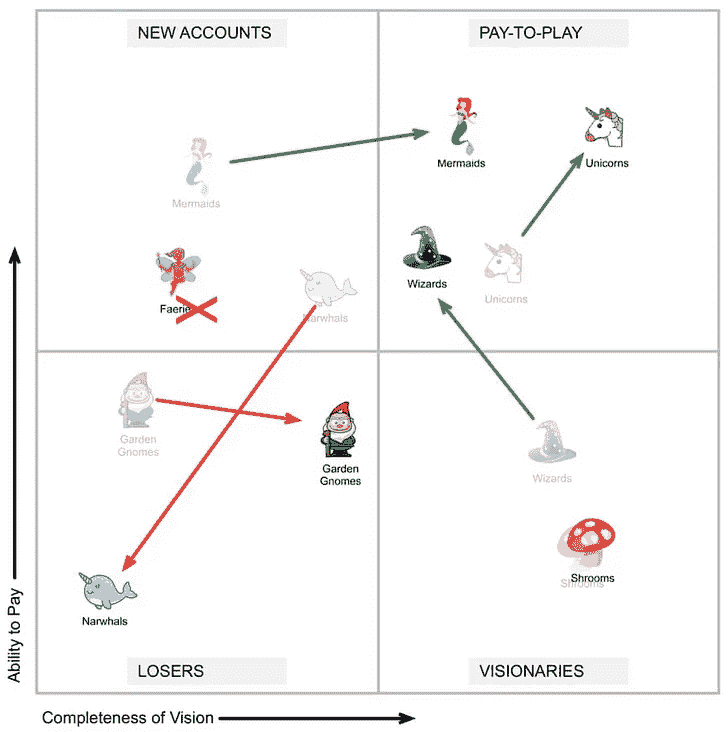 NEW ACCOUNTS
PAY-TO-PLAY
Mermaids
Unicorns
Mermaids
Wizards
Unicorns
Faerie
Narwhals
Garden
Gnomes
Garden
Gnomes
Wizards
Shrooms
Shrooms
Narwhals
LOSERS
VISIONARIES
Ability to Pay
Completeness of Vision